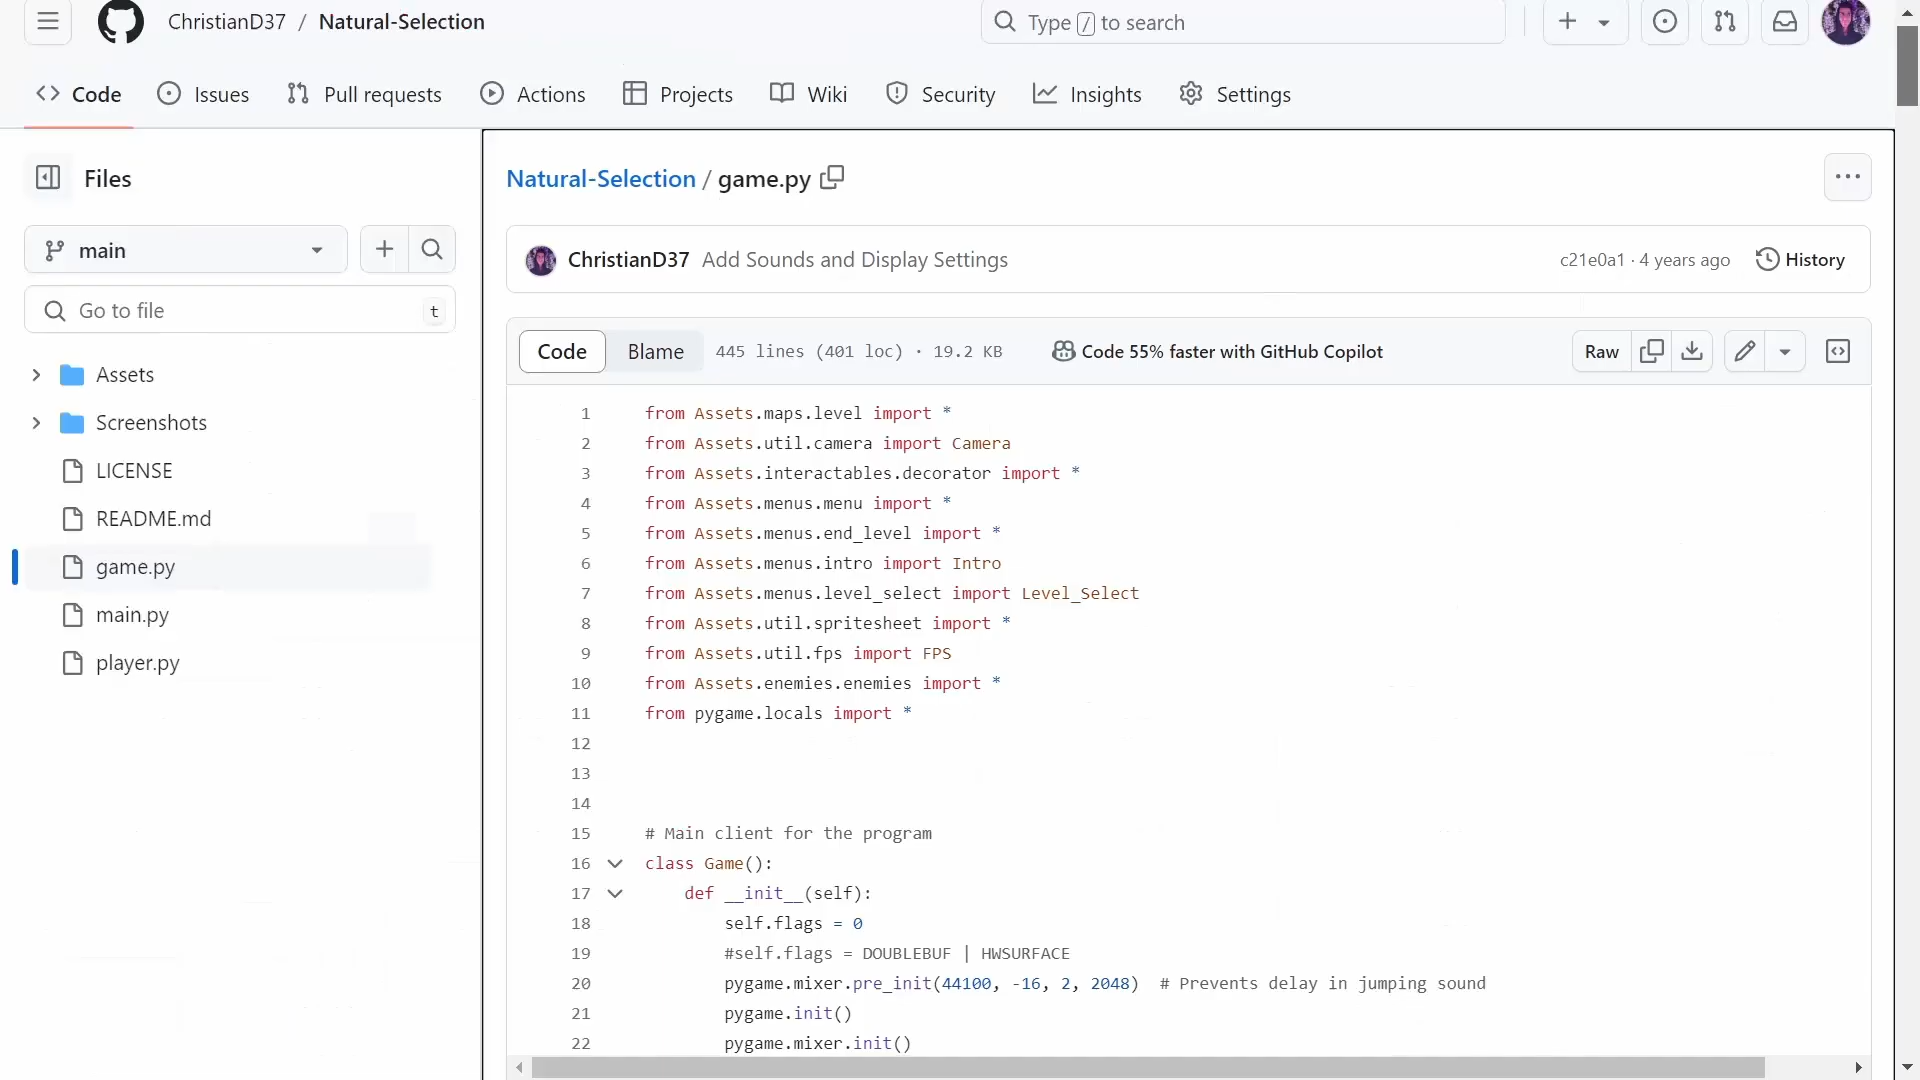 ChristianD37 / Natural-Selection
Type / to search
Code
Issues
Pull requests
Actions
Projects
Wiki
Security
Insights
Settings
Files
main
Go to file
t
Assets
Screenshots
LICENSE
README.md
game.py
main.py
player.py
Natural-Selection / game.py
ChristianD37 Add Sounds and Display Settings
c21e0a1 · 4 years ago
History
Code
Blame
445 lines (401 loc) · 19.2 KB
Code 55% faster with GitHub Copilot
Raw
1 from Assets.maps.level import *
2 from Assets.util.camera import Camera
3 from Assets.interactables.decorator import *
4 from Assets.menus.menu import *
5 from Assets.menus.end_level import *
6 from Assets.menus.intro import Intro
7 from Assets.menus.level_select import Level_Select
8 from Assets.util.spritesheet import *
9 from Assets.util.fps import FPS
10 from Assets.enemies.enemies import *
11 from pygame.locals import *
12
13
14
15 # Main client for the program
16 class Game():
17 def __init__(self):
18 self.flags = 0
19 #self.flags = DOUBLEBUF | HWSURFACE
20 pygame.mixer.pre_init(44100, -16, 2, 2048) # Prevents delay in jumping sound
21 pygame.init()
22 pygame.mixer.init()